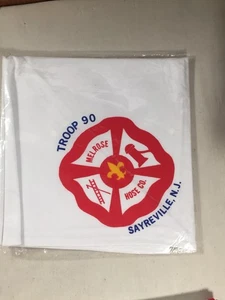 TROOP 90
MELROSE
HOSE CO.
SAYREVILLE, N.J.